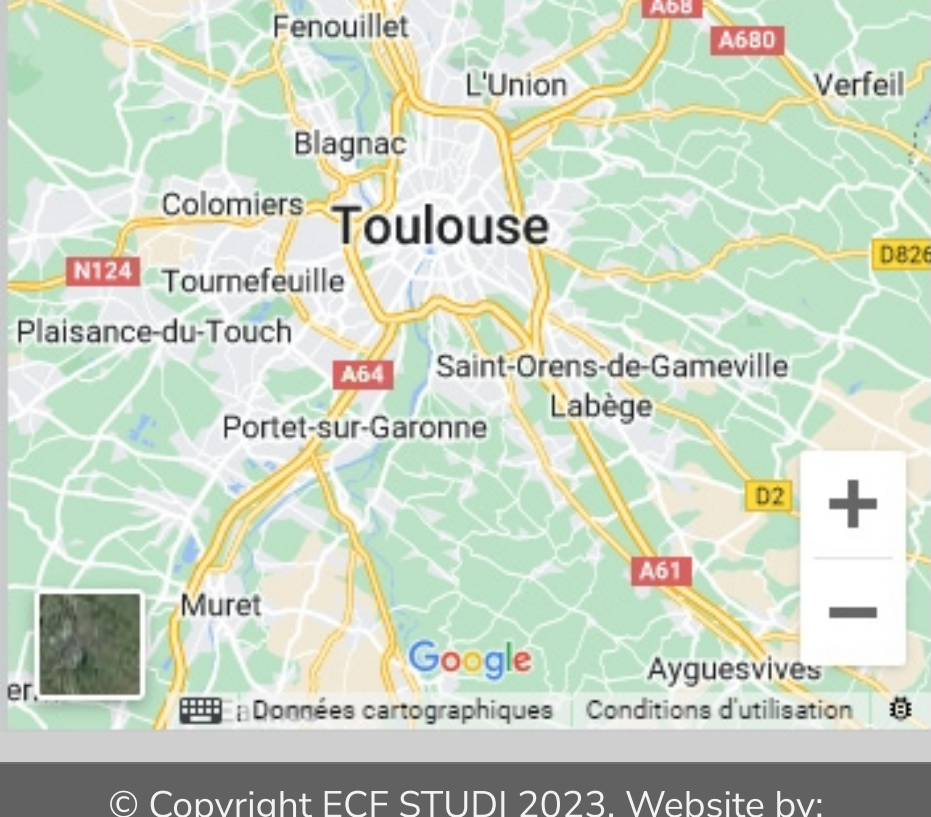 Fenouillet
A68
A680
L'Union
Verfeil
Blagnac
Colomiers
Toulouse
D826
N124
Tournefeuille
Plaisance-du-Touch
A64
Saint-Orens-de-Gameville
Labège
Portet-sur-Garonne
D2
+
A61
−
Muret
Google
Ayguesvives
Données cartographiques
Conditions d'utilisation
© Copyright ECF STUDI 2023. Website by: